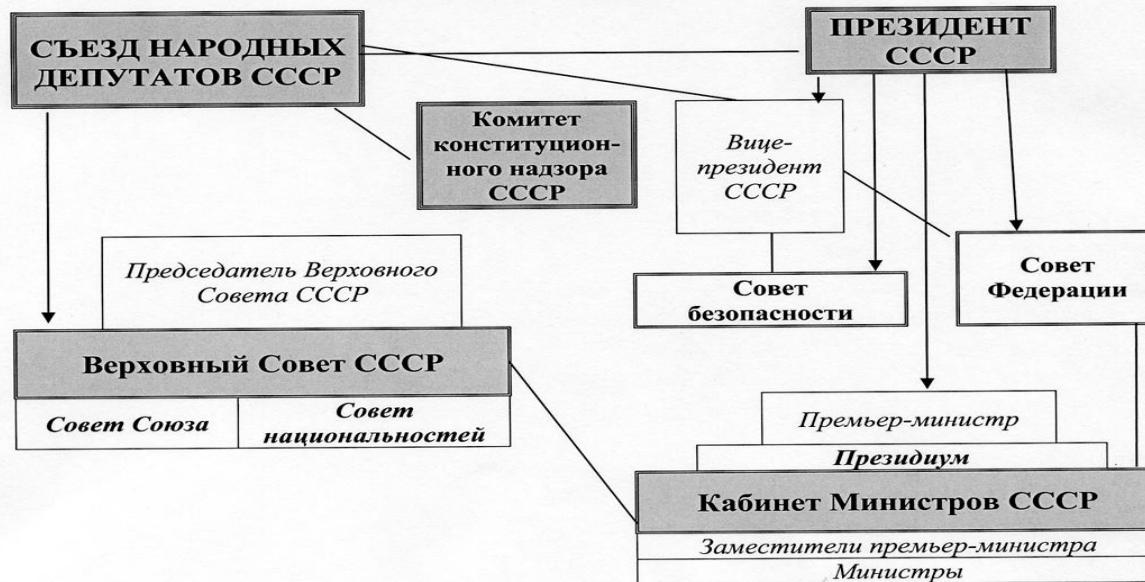 СЪЕЗД НАРОДНЫХ
ДЕПУТАТОВ СССР
ПРЕЗИДЕНТ
СССР
Комитет
конституцион-
ного надзора
СССР
Вице-
президент
СССР
Председатель Верховного
Совета СССР
Совет
безопасности
Совет
Федерации
Верховный Совет СССР
Совет Союза
Совет
национальностей
Премьер-министр
Президиум
Кабинет Министров СССР
Заместители премьер-министра
Министры